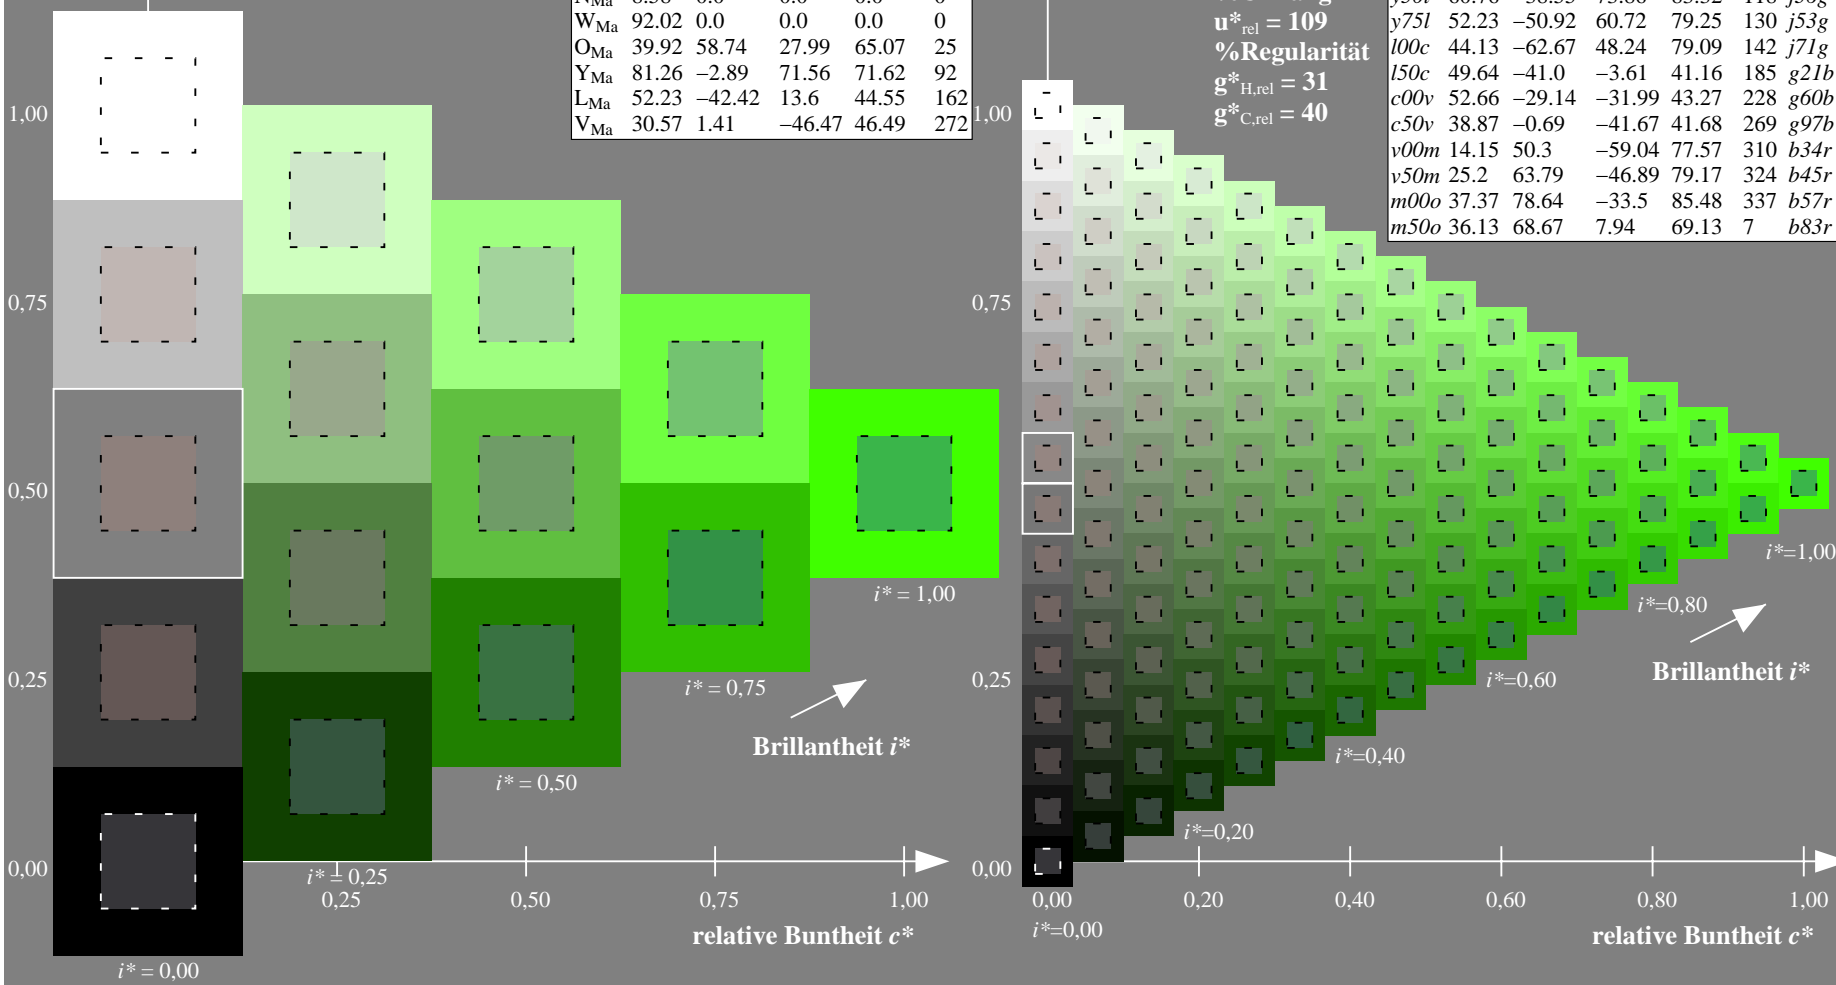 W_Ma 92.02 0.0 0.0 0.0 0
O_Ma 39.92 58.74 27.99 65.07 25
Y_Ma 81.26 −2.89 71.56 71.62 92
L_Ma 52.23 −42.42 13.6 44.55 162
V_Ma 30.57 1.41 −46.47 46.49 272
u*_rel = 109
%Regularität
g*_H,rel = 31
g*_C,rel = 40
y75l 52.23 −50.92 60.72 79.25 130 j53g
l00c 44.13 −62.67 48.24 79.09 142 j71g
l50c 49.64 −41.0 −3.61 41.16 185 g21b
c00v 52.66 −29.14 −31.99 43.27 228 g60b
c50v 38.87 −0.69 −41.67 41.68 269 g97b
v00m 14.15 50.3 −59.04 77.57 310 b34r
v50m 25.2 63.79 −46.89 79.17 324 b45r
m00o 37.37 78.64 −33.5 85.48 337 b57r
m50o 36.13 68.67 7.94 69.13 7 b83r
1,00
0,75
0,50
0,25
0,00
i* = 1,00
i* = 0,75
Brillantheit i*
i* = 0,50
i* = 0,25
0,25 0,50 0,75 1,00
relative Buntheit c*
i* = 0,00
1,00
0,75
0,50
0,25
0,00
i*=1,00
i*=0,80
Brillantheit i*
i*=0,60
i*=0,40
i*=0,20
0,00 0,20 0,40 0,60 0,80 1,00
i*=0,00
relative Buntheit c*